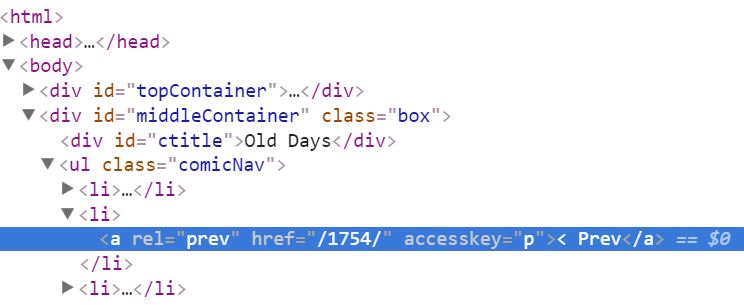 <html>
▶<head>…</head>
▼<body>
▶<div id="topContainer">…</div>
▼<div id="middleContainer" class="box">
<div id="ctitle">Old Days</div>
▼<ul class="comicNav">
▶<li>…</li>
▼<li>
<a rel="prev" href="/1754/" accesskey="p">< Prev</a> == $0
</li>
▶<li>…</li>